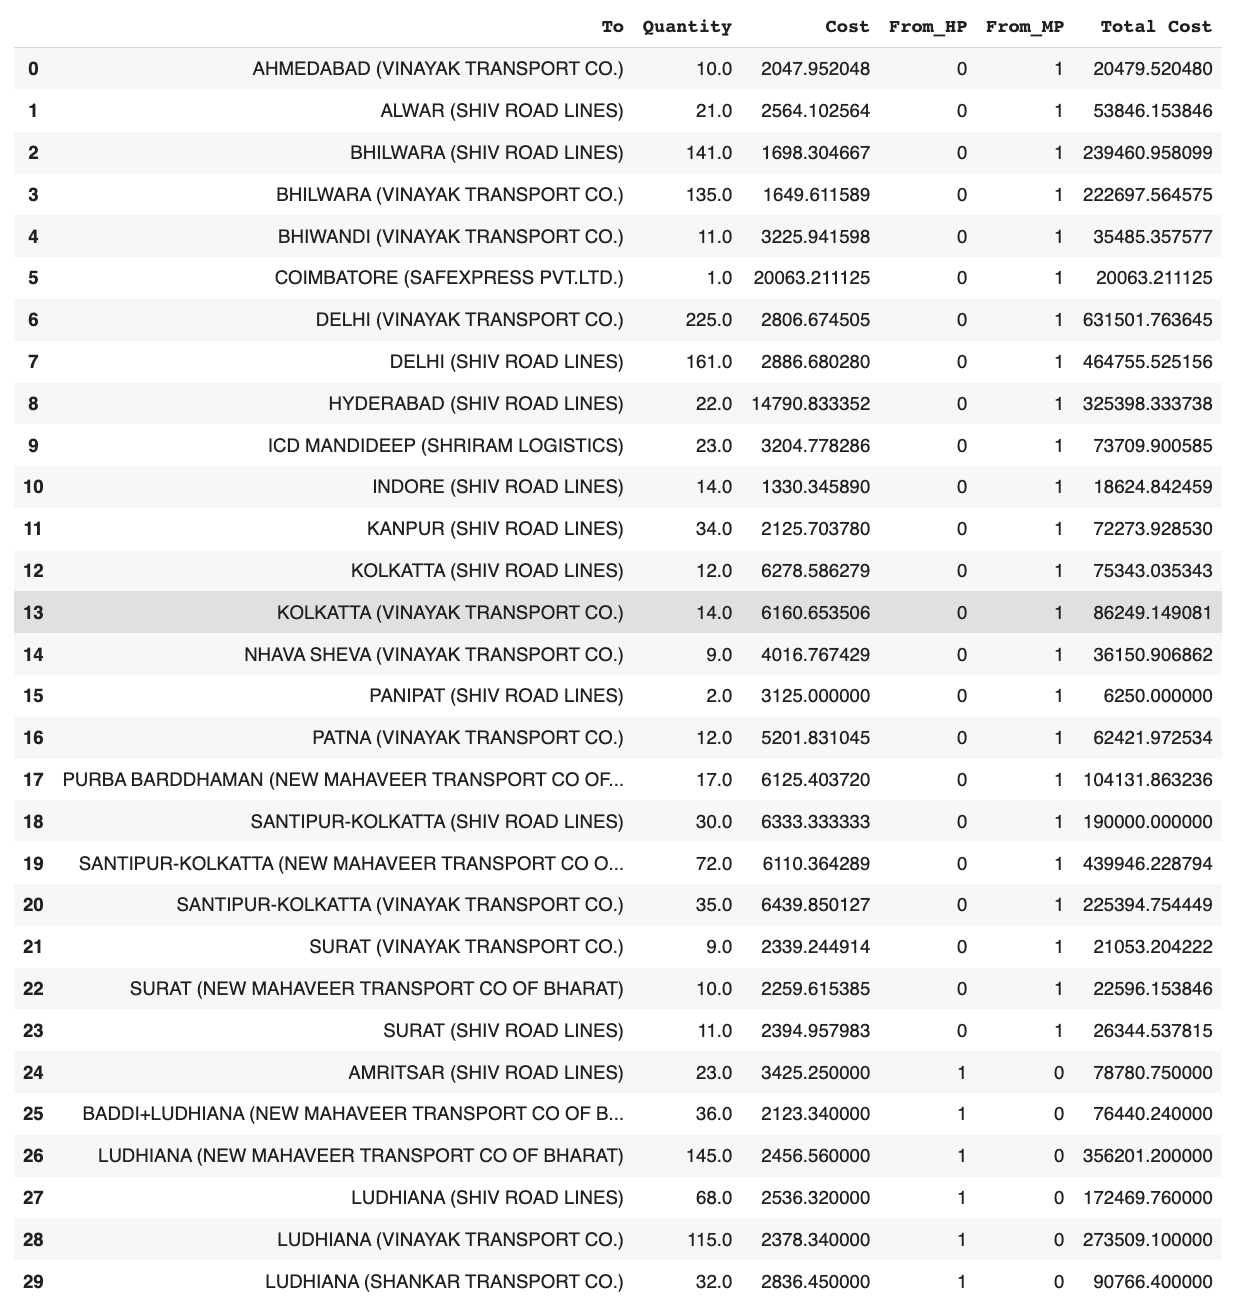 To Quantity Cost From_HP From_MP Total Cost
0 AHMEDABAD (VINAYAK TRANSPORT CO.) 10.0 2047.952048 0 1 20479.520480
1 ALWAR (SHIV ROAD LINES) 21.0 2564.102564 0 1 53846.153846
2 BHILWARA (SHIV ROAD LINES) 141.0 1698.304667 0 1 239460.958099
3 BHILWARA (VINAYAK TRANSPORT CO.) 135.0 1649.611589 0 1 222697.564575
4 BHIWANDI (VINAYAK TRANSPORT CO.) 11.0 3225.941598 0 1 35485.357577
5 COIMBATORE (SAFEXPRESS PVT.LTD.) 1.0 20063.211125 0 1 20063.211125
6 DELHI (VINAYAK TRANSPORT CO.) 225.0 2806.674505 0 1 631501.763645
7 DELHI (SHIV ROAD LINES) 161.0 2886.680280 0 1 464755.525156
8 HYDERABAD (SHIV ROAD LINES) 22.0 14790.833352 0 1 325398.333738
9 ICD MANDIDEEP (SHRIRAM LOGISTICS) 23.0 3204.778286 0 1 73709.900585
10 INDORE (SHIV ROAD LINES) 14.0 1330.345890 0 1 18624.842459
11 KANPUR (SHIV ROAD LINES) 34.0 2125.703780 0 1 72273.928530
12 KOLKATTA (SHIV ROAD LINES) 12.0 6278.586279 0 1 75343.035343
13 KOLKATTA (VINAYAK TRANSPORT CO.) 14.0 6160.653506 0 1 86249.149081
14 NHAVA SHEVA (VINAYAK TRANSPORT CO.) 9.0 4016.767429 0 1 36150.906862
15 PANIPAT (SHIV ROAD LINES) 2.0 3125.000000 0 1 6250.000000
16 PATNA (VINAYAK TRANSPORT CO.) 12.0 5201.831045 0 1 62421.972534
17 PURBA BARDDHAMAN (NEW MAHAVEER TRANSPORT CO OF... 17.0 6125.403720 0 1 104131.863236
18 SANTIPUR-KOLKATTA (SHIV ROAD LINES) 30.0 6333.333333 0 1 190000.000000
19 SANTIPUR-KOLKATTA (NEW MAHAVEER TRANSPORT CO O... 72.0 6110.364289 0 1 439946.228794
20 SANTIPUR-KOLKATTA (VINAYAK TRANSPORT CO.) 35.0 6439.850127 0 1 225394.754449
21 SURAT (VINAYAK TRANSPORT CO.) 9.0 2339.244914 0 1 21053.204222
22 SURAT (NEW MAHAVEER TRANSPORT CO OF BHARAT) 10.0 2259.615385 0 1 22596.153846
23 SURAT (SHIV ROAD LINES) 11.0 2394.957983 0 1 26344.537815
24 AMRITSAR (SHIV ROAD LINES) 23.0 3425.250000 1 0 78780.750000
25 BADDI+LUDHIANA (NEW MAHAVEER TRANSPORT CO OF B... 36.0 2123.340000 1 0 76440.240000
26 LUDHIANA (NEW MAHAVEER TRANSPORT CO OF BHARAT) 145.0 2456.560000 1 0 356201.200000
27 LUDHIANA (SHIV ROAD LINES) 68.0 2536.320000 1 0 172469.760000
28 LUDHIANA (VINAYAK TRANSPORT CO.) 115.0 2378.340000 1 0 273509.100000
29 LUDHIANA (SHANKAR TRANSPORT CO.) 32.0 2836.450000 1 0 90766.400000